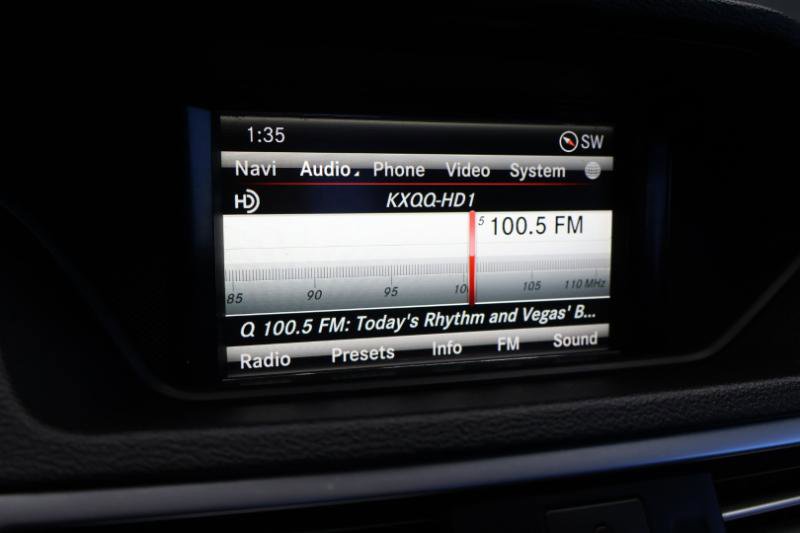 1:35 SW
Navi Audio Phone Video System
HD KXQQ-HD1
5 100.5 FM
85 90 95 10 105 110 MHz
Q 100.5 FM: Today's Rhythm and Vegas' B...
Radio Presets Info FM Sound